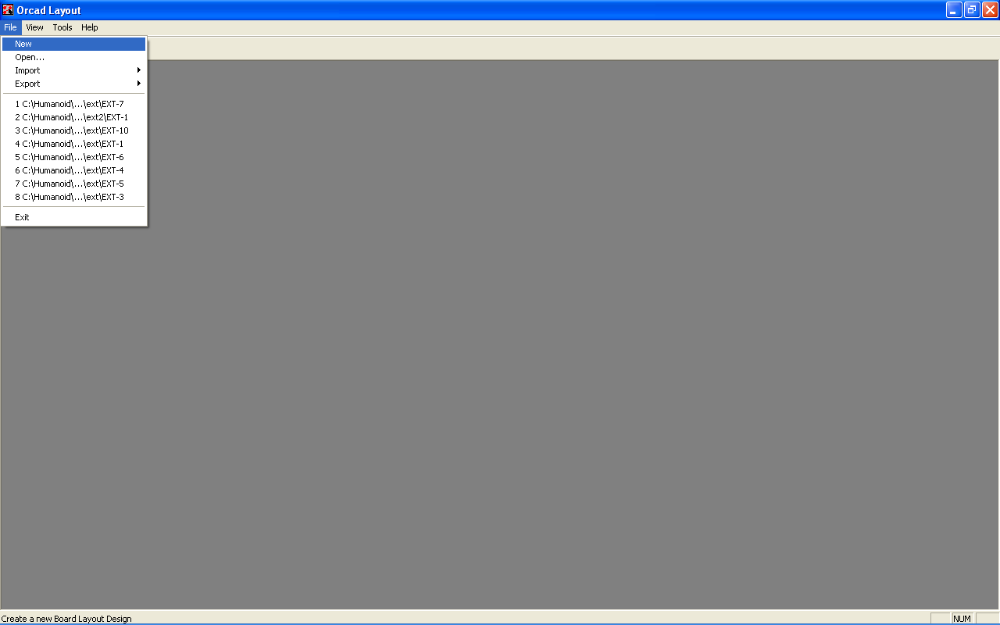 Orcad Layout
File View Tools Help
New
Open...
Import
Export
1 C:\Humanoid\...\ext\EXT-7
2 C:\Humanoid\...\ext2\EXT-1
3 C:\Humanoid\...\ext\EXT-10
4 C:\Humanoid\...\ext\EXT-1
5 C:\Humanoid\...\ext\EXT-6
6 C:\Humanoid\...\ext\EXT-4
7 C:\Humanoid\...\ext\EXT-5
8 C:\Humanoid\...\ext\EXT-3
Exit
Create a new Board Layout Design NUM